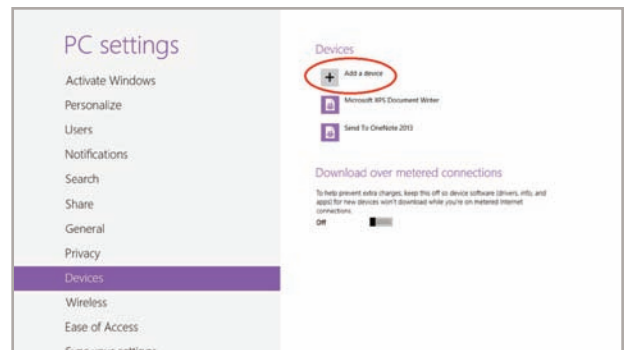 PC settings
Activate Windows
Personalize
Users
Notifications
Search
Share
General
Privacy
Devices
Wireless
Ease of Access
Sync your settings
Devices
Add a device
Microsoft XPS Document Writer
Send To OneNote 2013
Download over metered connections
To help prevent extra charges, keep this off so device software (drivers, info, and
apps) for new devices won't download while you're on metered Internet
connections.
Off